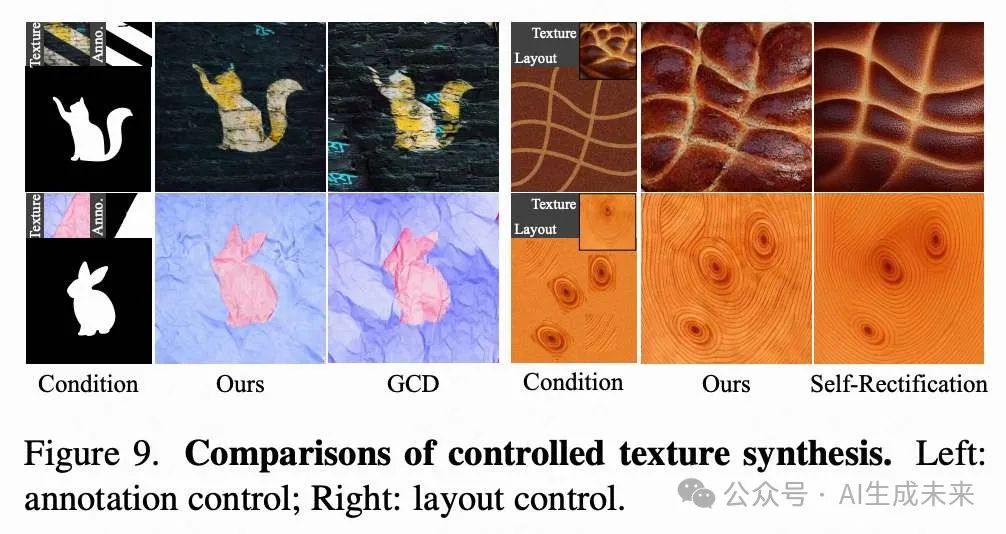 Texture
Anno.
Texture
Layout
Texture
Anno.
Texture
Layout
Condition
Ours
GCD
Condition
Ours
Self-Rectification
Figure 9. Comparisons of controlled texture synthesis. Left:
annotation control; Right: layout control.
公众号 · AI生成未来